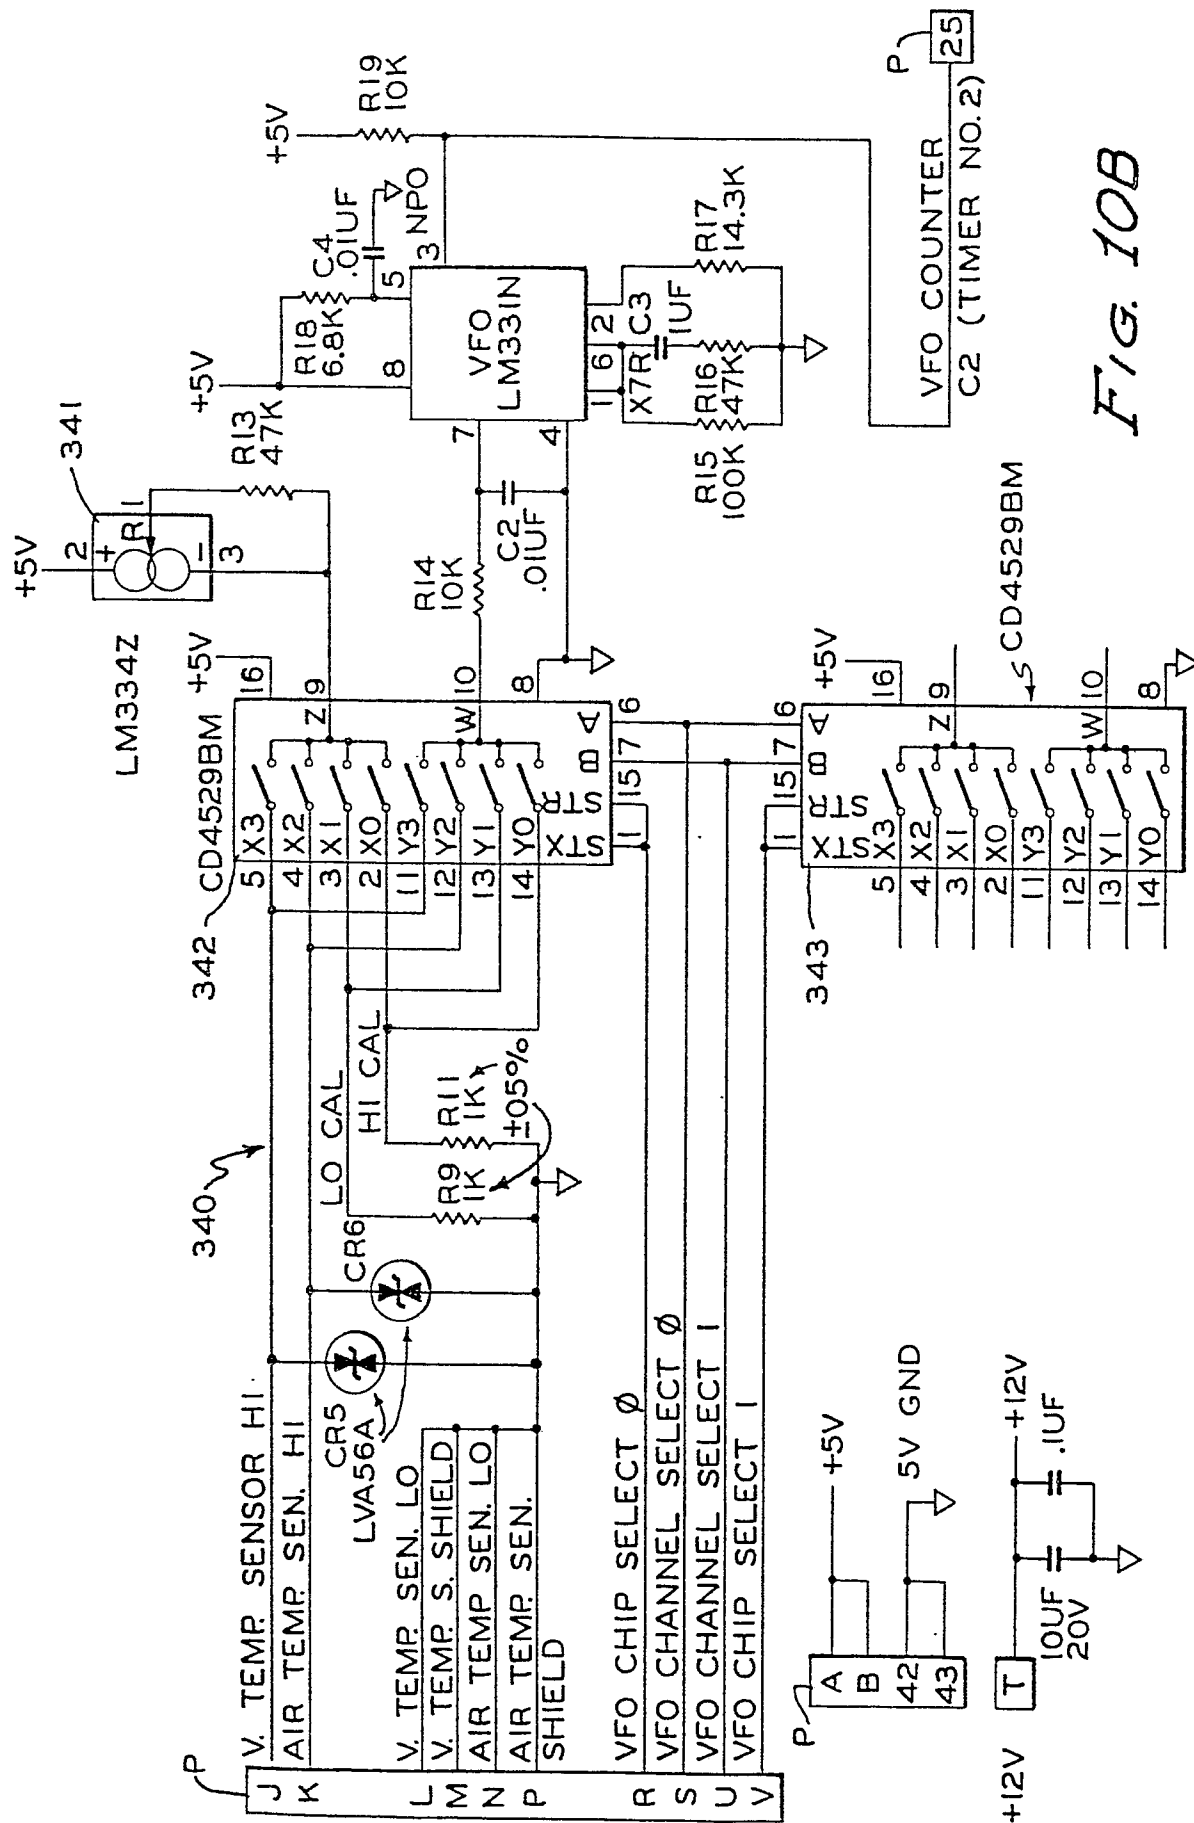 P
J
K
L
M
N
P
R
S
U
V
V. TEMP. SENSOR HI
AIR TEMP. SEN. HI
V. TEMP. SEN. LO
V. TEMP. S. SHIELD
AIR TEMP SEN. LO
AIR TEMP. SEN.
SHIELD
VFO CHIP SELECT Ø
VFO CHANNEL SELECT Ø
VFO CHANNEL SELECT 1
VFO CHIP SELECT 1
CR5
LVA56A
CR6
340
LO CAL
HI CAL
R9
1K
R11
1K
±05%
342
CD4529BM
5 X3
4 X2
3 X1
2 X0
11 Y3
12 Y2
13 Y1
14 Y0
Z 9
W 10
8
16
+5V
STX
STR
B
A
1
15
7
6
LM334Z
341
+5V
2
+
R 1
–
3
R13
47K
R14
10K
C2
.01UF
+5V
R18
6.8K
C4
.01UF
NPO
VFO
LM331N
7
4
8
5
3
1
6
2
X7R
C3
1UF
R15
100K
R16
47K
R17
14.3K
+5V
R19
10K
VFO COUNTER
C2 (TIMER NO.2)
P
25
343
CD4529BM
1
15
7
6
STX
STR
B
A
5 X3
4 X2
3 X1
2 X0
11 Y3
12 Y2
13 Y1
14 Y0
+5V
16
Z 9
W 10
8
P
A
B
42
43
+5V
5V GND
+12V
T
10UF
20V
+12V
.1UF
FIG. 10B